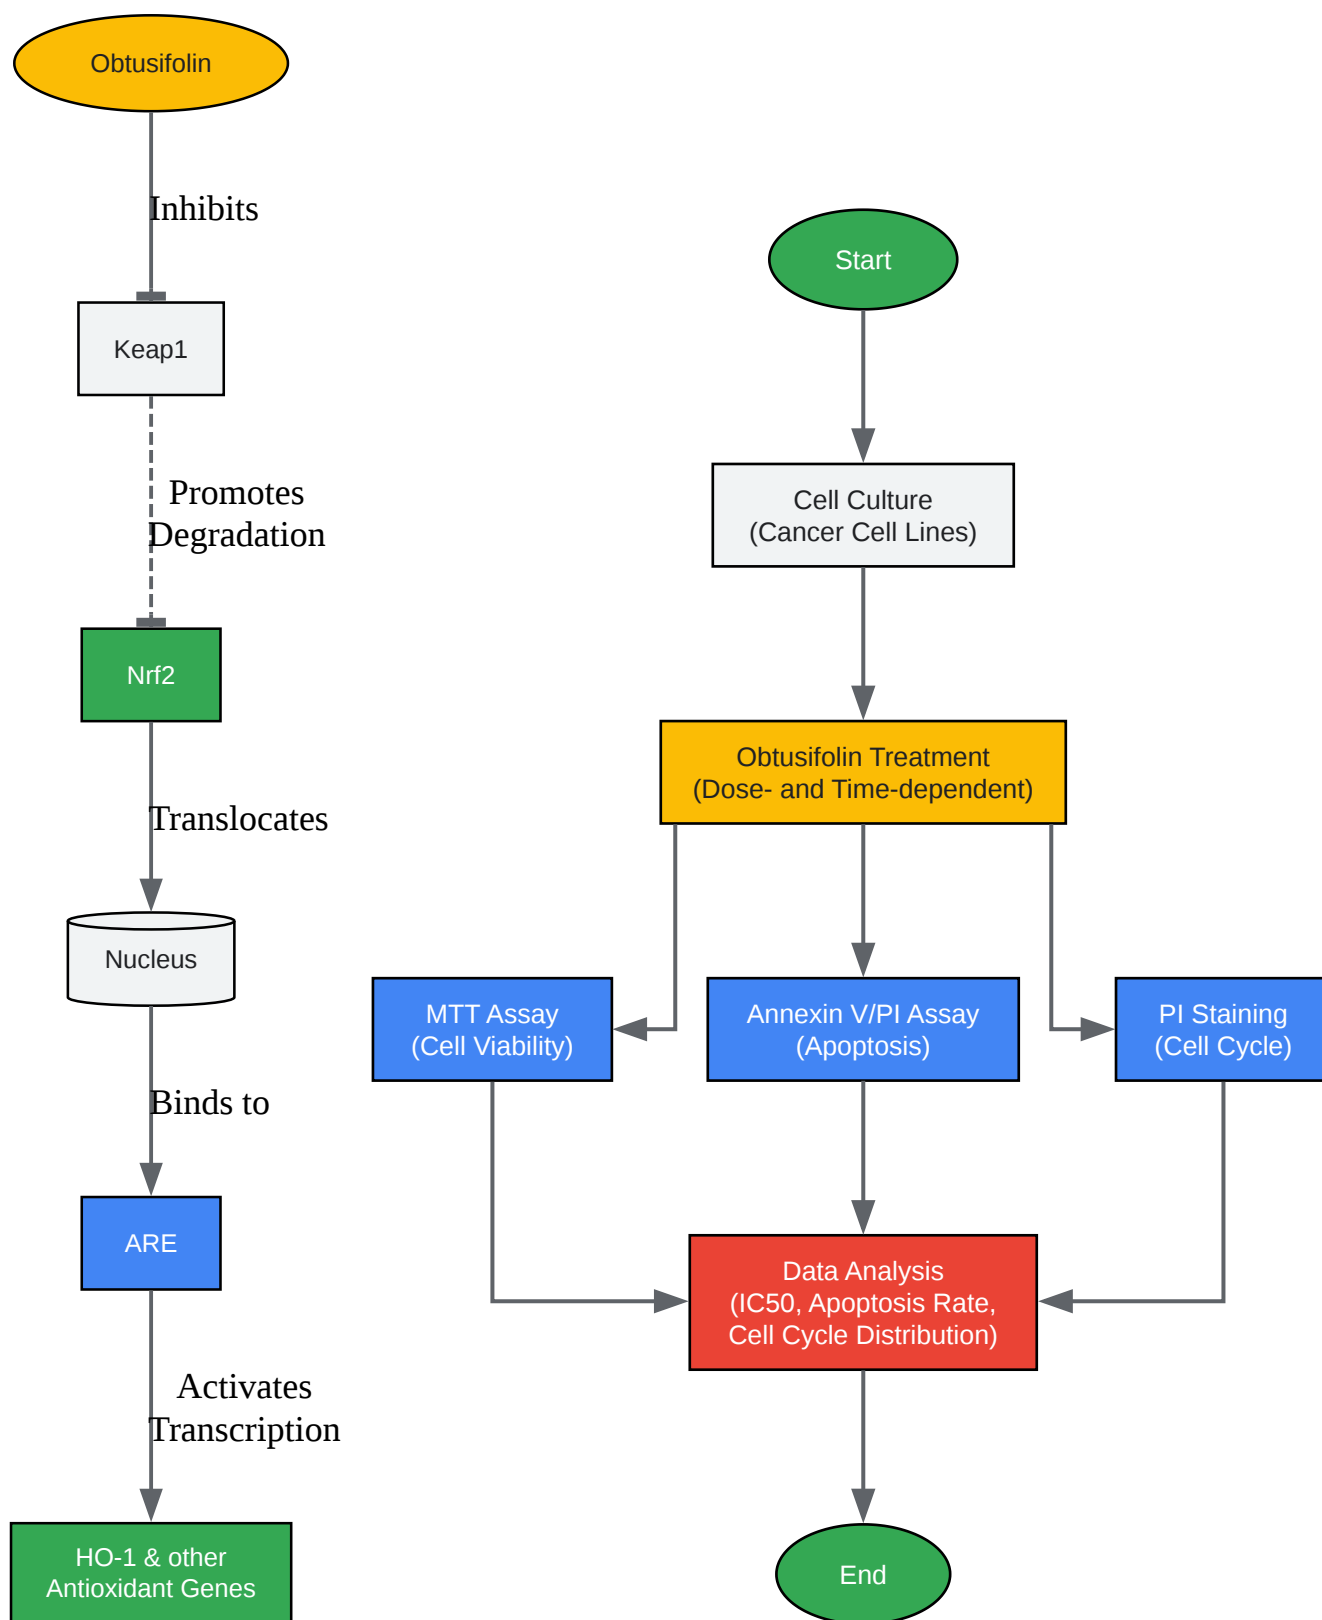 Obtusifolin
Inhibits
Keap1
Promotes
Degradation
Nrf2
Translocates
Nucleus
Binds to
ARE
Activates
Transcription
HO-1 & other
Antioxidant Genes
Start
Cell Culture
(Cancer Cell Lines)
Obtusifolin Treatment
(Dose- and Time-dependent)
MTT Assay
(Cell Viability)
Annexin V/PI Assay
(Apoptosis)
PI Staining
(Cell Cycle)
Data Analysis
(IC50, Apoptosis Rate,
Cell Cycle Distribution)
End